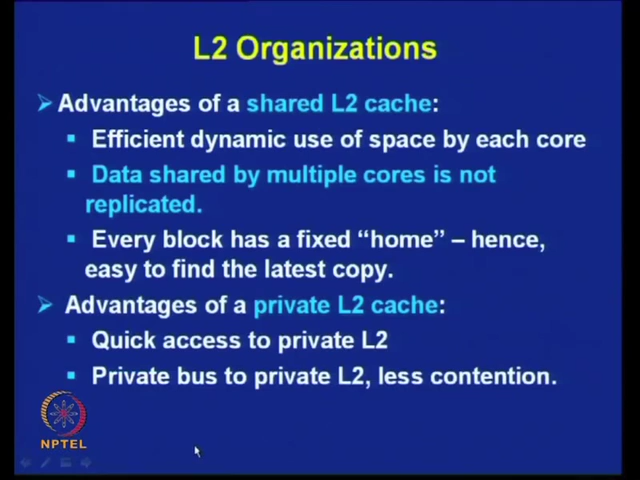 L2 Organizations
Advantages of a shared L2 cache:
Efficient dynamic use of space by each core
Data shared by multiple cores is not
replicated.
Every block has a fixed “home” – hence,
easy to find the latest copy.
Advantages of a private L2 cache:
Quick access to private L2
Private bus to private L2, less contention.
NPTEL